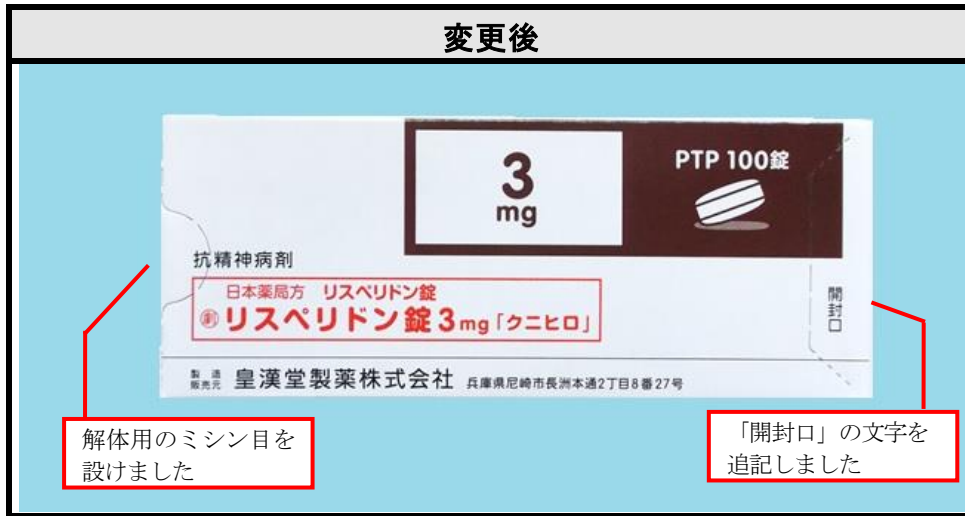 変更後
3
mg
PTP 100錠
抗精神病剤
日本薬局方 リスペリドン錠
劇 リスペリドン錠3mg「クニヒロ」
開封口
製造
販売元 皇漢堂製薬株式会社 兵庫県尼崎市長洲本通2丁目8番27号
解体用のミシン目を
設けました
「開封口」の文字を
追記しました